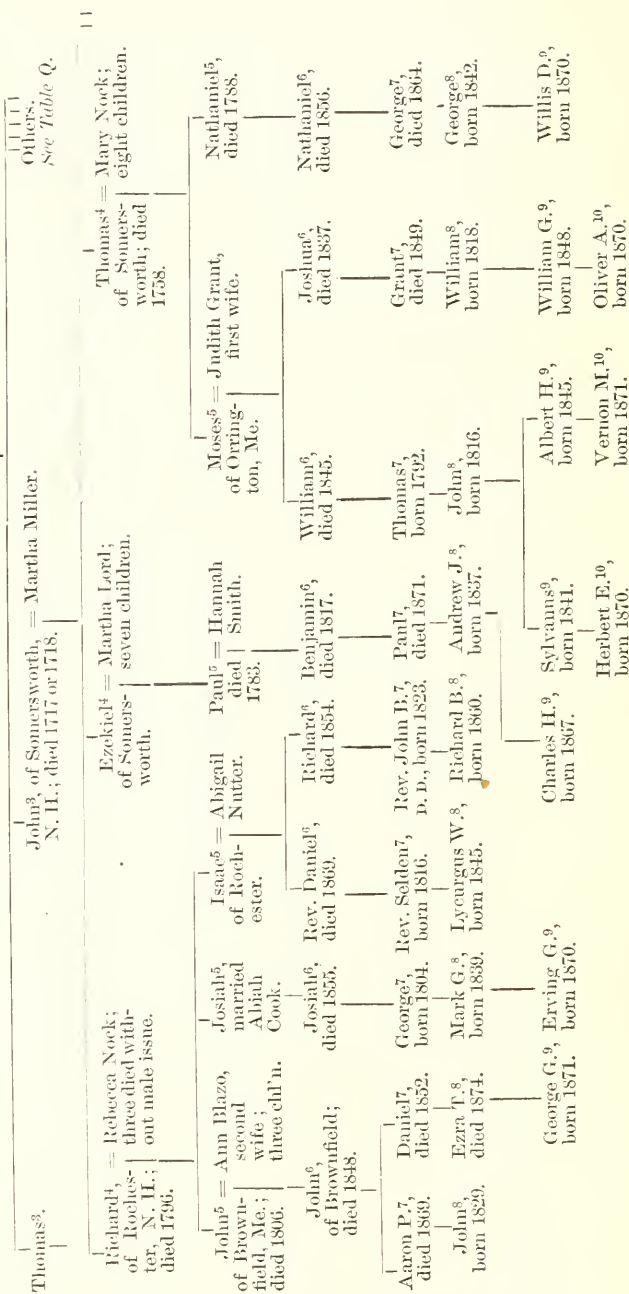 11
Thomas³.
John³, of Somersworth, = Martha Miller.
N. H.; died 1717 or 1718.
Others.
See Table Q.
Richard⁴, = Rebecca Nock;
of Roches- three died with-
ter, N. H.; out male issue.
died 1796.
Ezekiel⁴ = Martha Lord;
of Somers- seven children.
worth.
Thomas⁴ = Mary Nock;
of Somers- eight children.
worth; died
1758.
John⁵ = Ann Blazo,
of Brown- second
field, Me.; wife;
died 1806. three chl'n.
Josiah⁵,
married
Abiah
Cook.
Isaac⁵ = Abigail
of Roch- Nutter.
ester.
Paul⁵ = Hannah
died Smith.
1783.
Moses⁵ = Judith Grant,
of Orring- first wife.
ton, Me.
Nathaniel⁵,
died 1788.
John⁶,
of Brownfield;
died 1848.
Josiah⁶,
died 1855.
Rev. Daniel⁶,
died 1869.
Richard⁶,
died 1854.
Benjamin⁶,
died 1817.
William⁶,
died 1845.
Joshua⁶,
died 1837.
Nathaniel⁶,
died 1856.
Aaron P.⁷,
died 1869.
Daniel⁷,
died 1852.
George⁷,
born 1804.
Rev. Selden⁷,
born 1816.
Rev. John B.⁷,
D. D., born 1823.
Paul⁷,
died 1871.
Thomas⁷,
born 1792.
Grant⁷,
died 1849.
George⁷,
died 1864.
John⁸,
born 1829.
Ezra T.⁸,
died 1874.
Mark G.⁸,
born 1839.
Lycurgus W.⁸,
born 1845.
Richard B.⁸,
born 1860.
Andrew J.⁸,
born 1837.
John⁸,
born 1816.
William⁸,
born 1818.
George⁸,
born 1842.
George G.⁹,
born 1871.
Erving G.⁹,
born 1870.
Charles H.⁹,
born 1867.
Sylvanus⁹,
born 1841.
Albert H.⁹,
born 1845.
William G.⁹,
born 1848.
Willis D.⁹,
born 1870.
Herbert E.¹⁰,
born 1870.
Vernon M.¹⁰,
born 1871.
Oliver A.¹⁰,
born 1870.